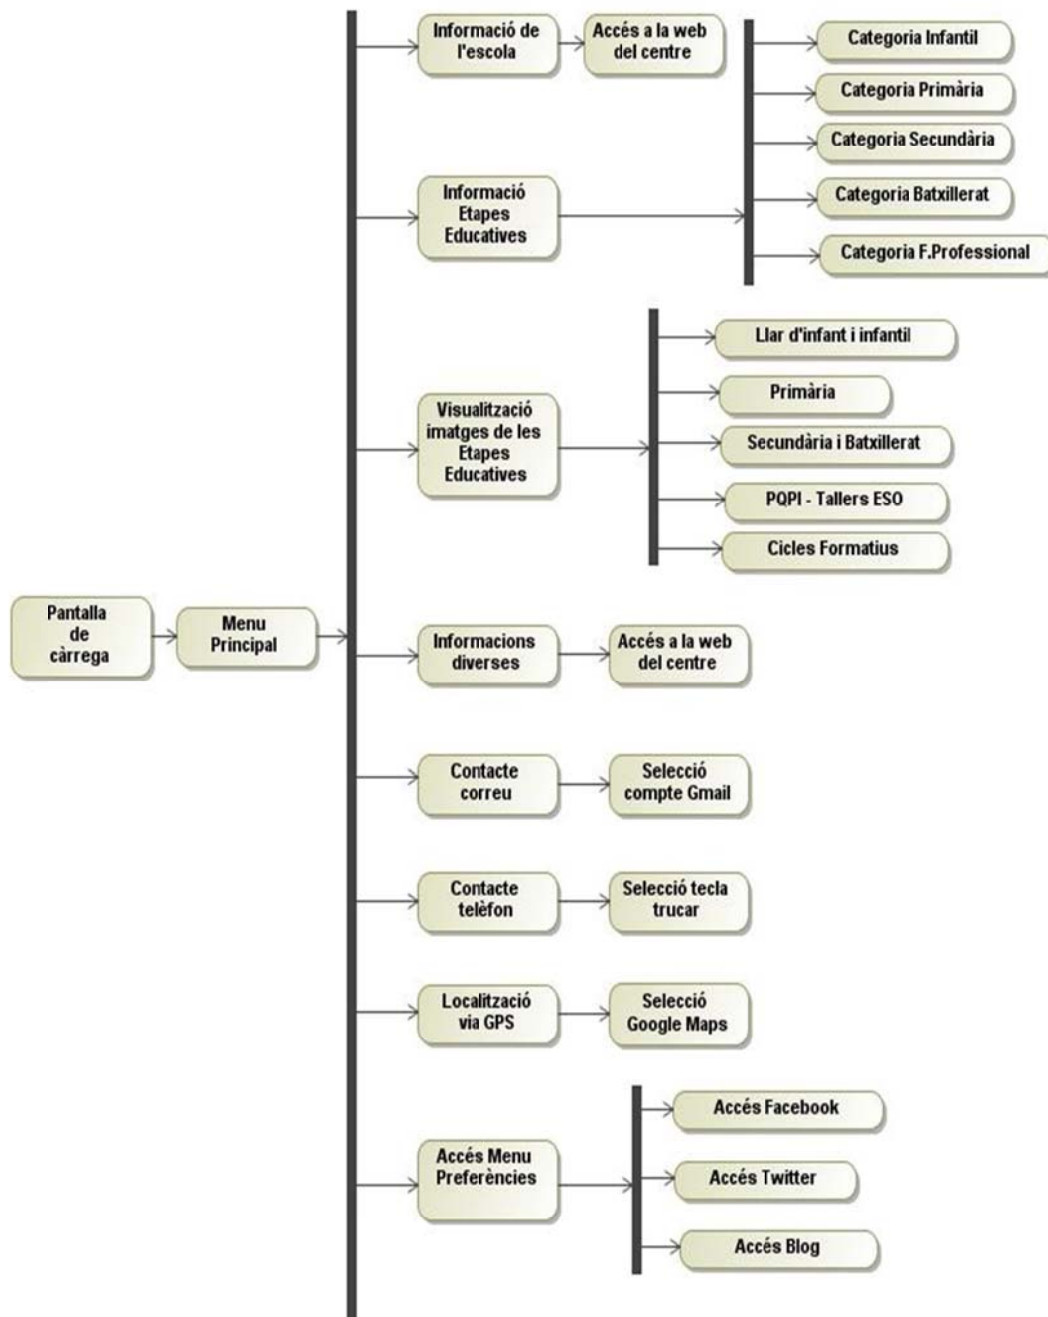 Pantalla
de
càrrega
Menu
Principal
Informació de
l'escola
Accés a la web
del centre
Informació
Etapes
Educatives
Categoria Infantil
Categoria Primària
Categoria Secundària
Categoria Batxillerat
Categoria F.Professional
Visualització
imatges de les
Etapes
Educatives
Llar d'infant i infantil
Primària
Secundària i Batxillerat
PQPI - Tallers ESO
Cicles Formatius
Informacions
diverses
Accés a la web
del centre
Contacte
correu
Selecció
compte Gmail
Contacte
telèfon
Selecció tecla
trucar
Localització
via GPS
Selecció
Google Maps
Accés Menu
Preferències
Accés Facebook
Accés Twitter
Accés Blog